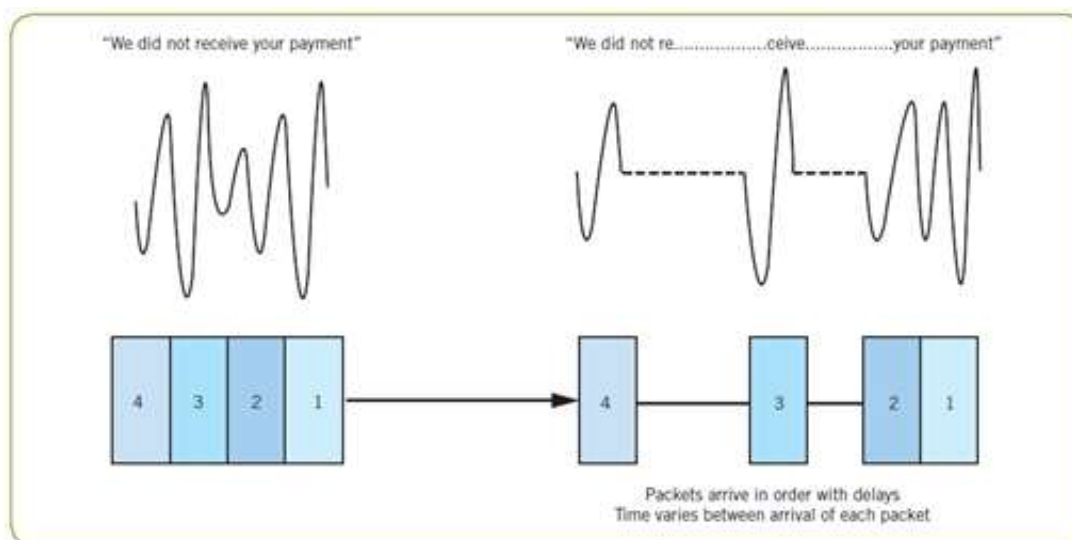 “We did not receive your payment”
“We did not re..................ceive.................your payment”
4 3 2 1
4 3 2 1
Packets arrive in order with delays
Time varies between arrival of each packet